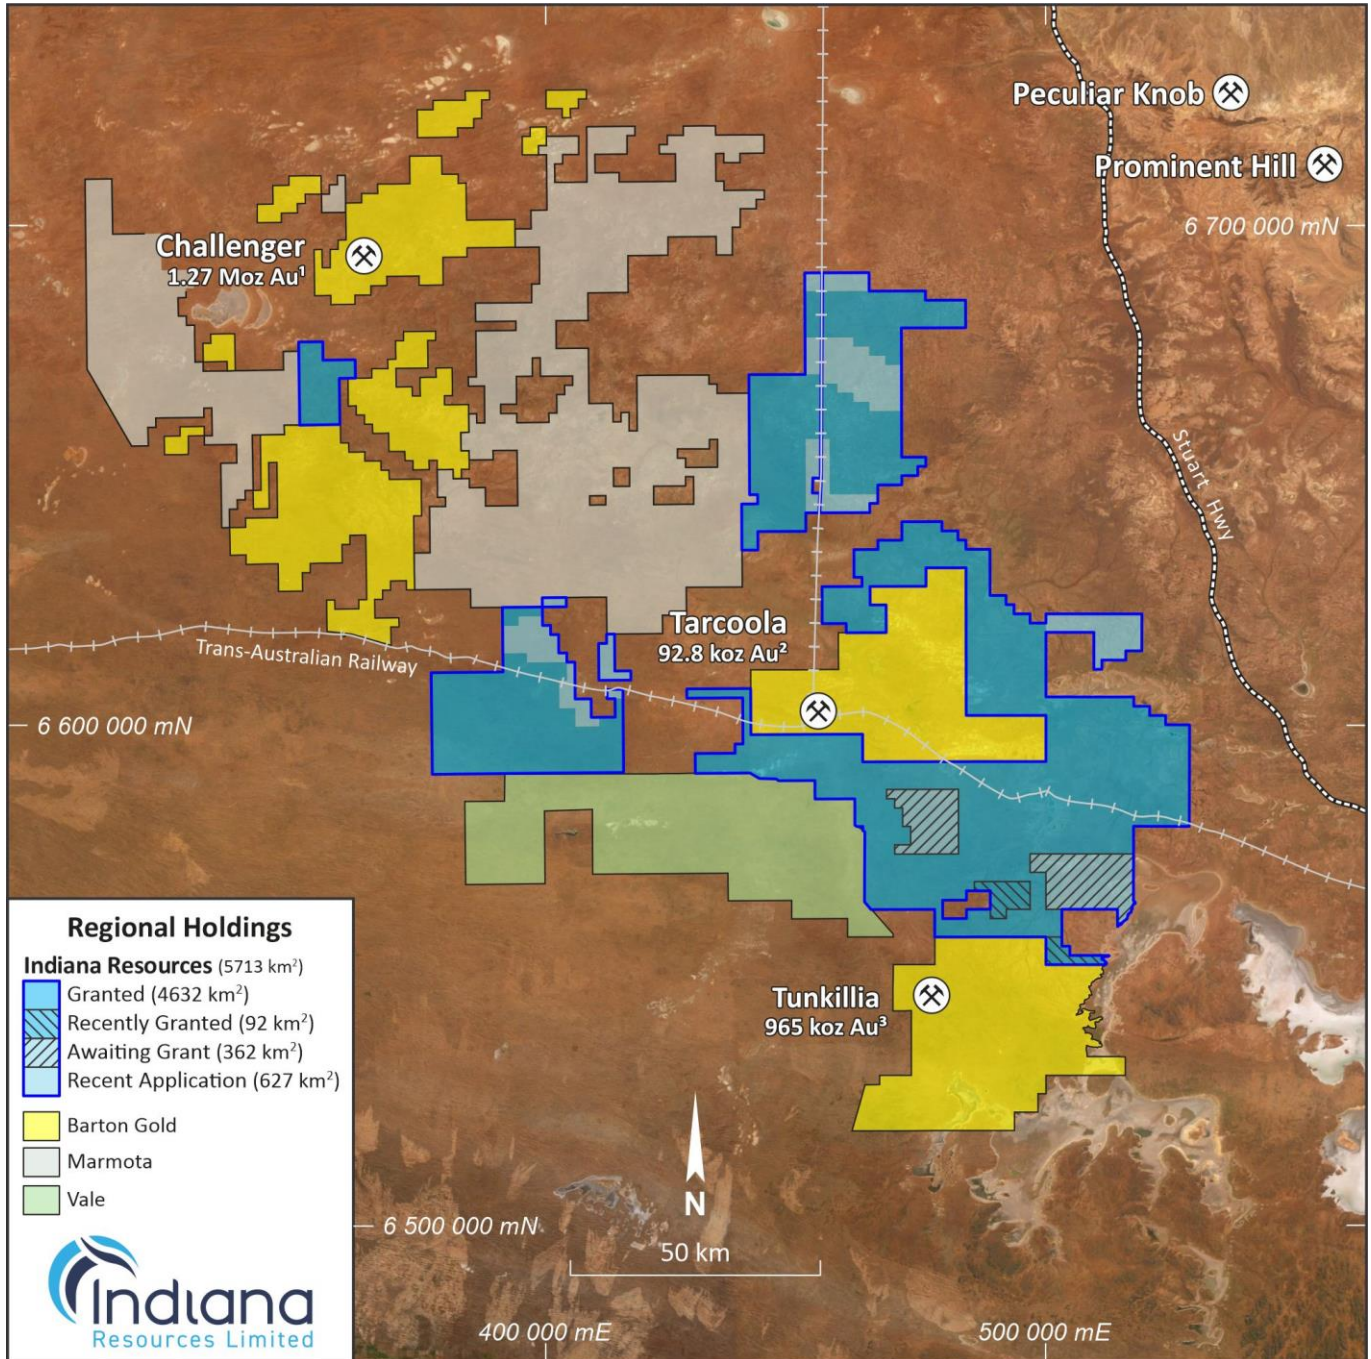 Peculiar Knob
Prominent Hill
6 700 000 mN
Challenger
1.27 Moz Au¹
Stuart Hwy
Tarcoola
92.8 koz Au²
Trans-Australian Railway
6 600 000 mN
Tunkillia
965 koz Au³
Regional Holdings
Indiana Resources (5713 km²)
Granted (4632 km²)
Recently Granted (92 km²)
Awaiting Grant (362 km²)
Recent Application (627 km²)
Barton Gold
Marmota
Vale
Indiana
Resources Limited
N
50 km
6 500 000 mN
400 000 mE
500 000 mE